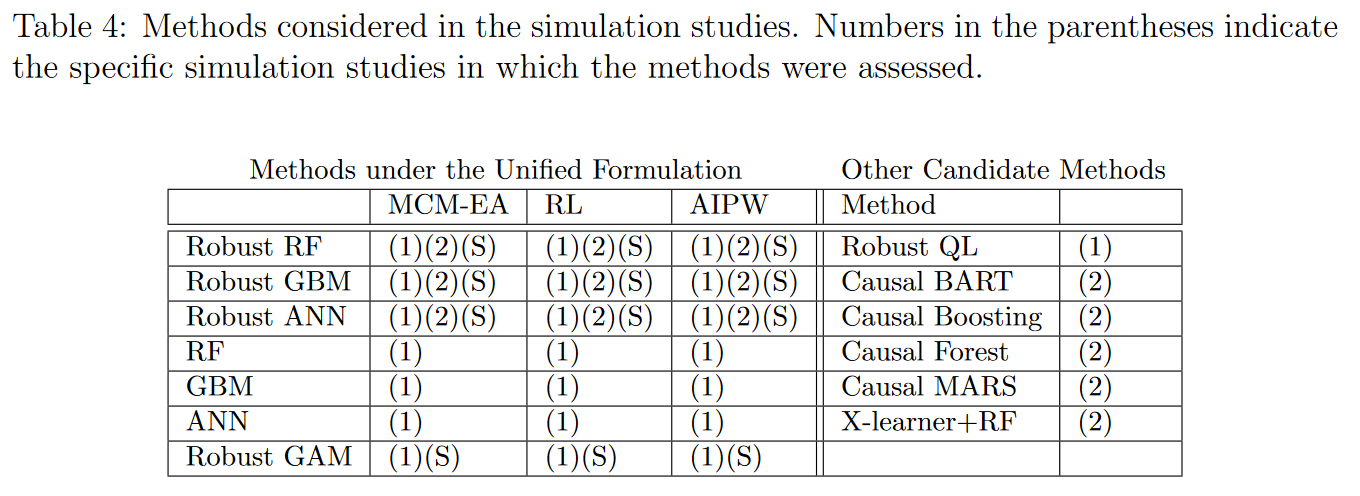 Table 4: Methods considered in the simulation studies. Numbers in the parentheses indicate
the specific simulation studies in which the methods were assessed.
Methods under the Unified Formulation Other Candidate Methods
MCM-EA RL AIPW Method
Robust RF (1)(2)(S) (1)(2)(S) (1)(2)(S) Robust QL (1)
Robust GBM (1)(2)(S) (1)(2)(S) (1)(2)(S) Causal BART (2)
Robust ANN (1)(2)(S) (1)(2)(S) (1)(2)(S) Causal Boosting (2)
RF (1) (1) (1) Causal Forest (2)
GBM (1) (1) (1) Causal MARS (2)
ANN (1) (1) (1) X-learner+RF (2)
Robust GAM (1)(S) (1)(S) (1)(S)